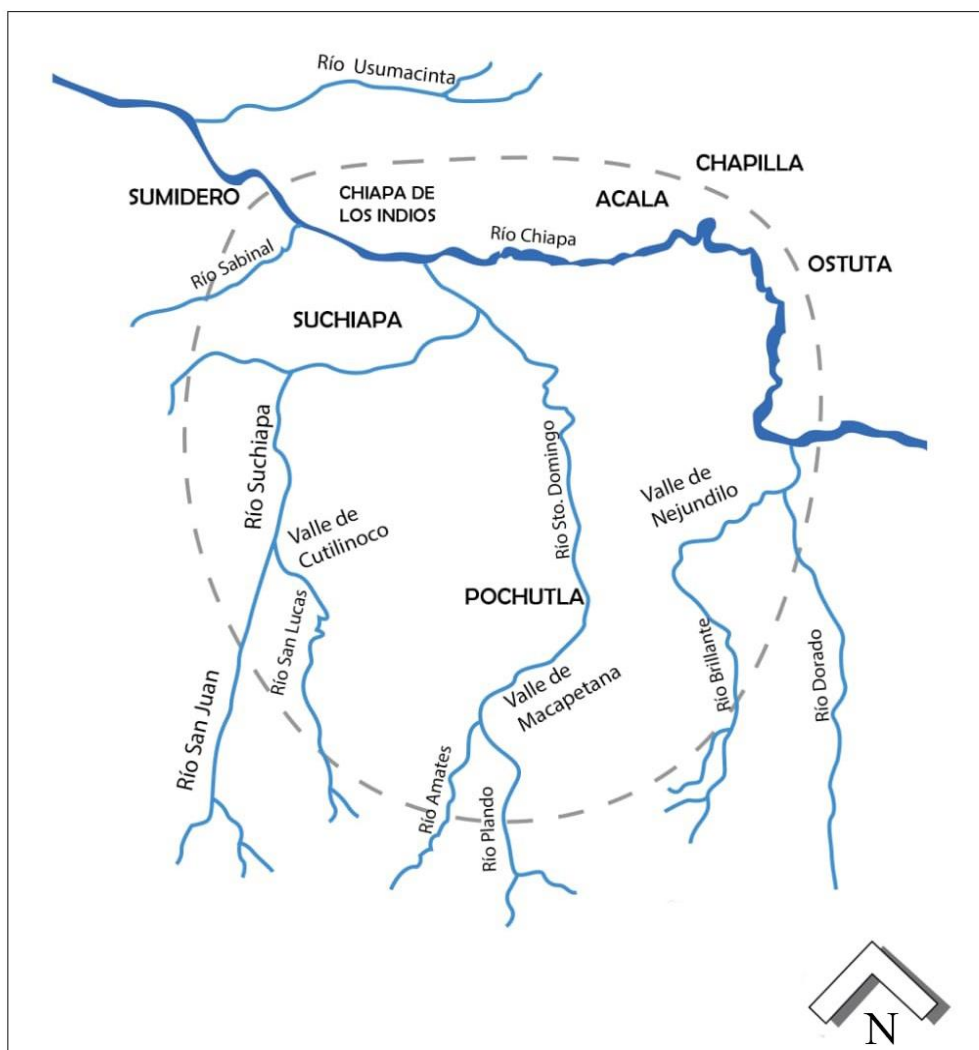 Río Usumacinta
CHAPILLA
SUMIDERO
CHIAPA DE
LOS INDIOS
ACALA
Río Chiapa
Río Sabinal
OSTUTA
SUCHIAPA
Río Suchiapa
Valle de
Cutilinoco
Río Sto. Domingo
Valle de
Nejundilo
POCHUTLA
Río San Lucas
Río San Juan
Valle de
Macapetana
Río Brillante
Río Dorado
Río Amates
Río Plando
N